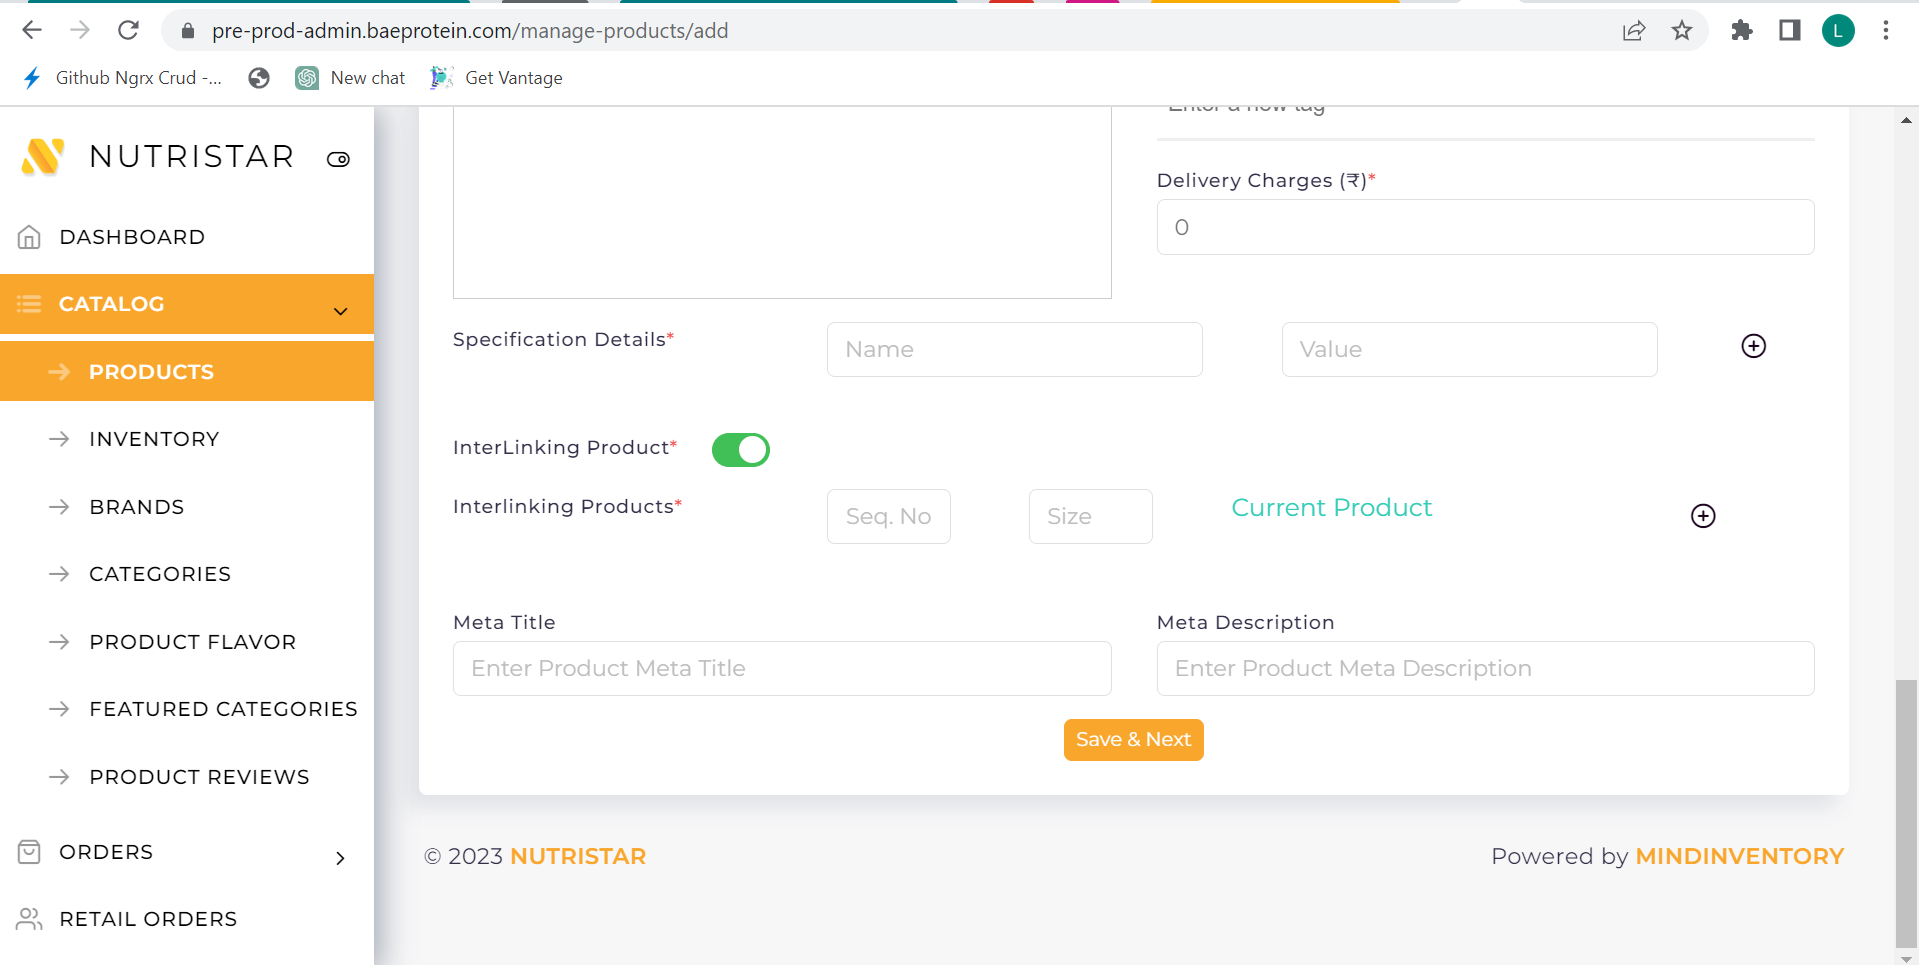 pre-prod-admin.baeprotein.com/manage-products/add
L
Github Ngrx Crud -...
New chat
Get Vantage
NUTRISTAR
DASHBOARD
CATALOG
PRODUCTS
INVENTORY
BRANDS
CATEGORIES
PRODUCT FLAVOR
FEATURED CATEGORIES
PRODUCT REVIEWS
ORDERS
RETAIL ORDERS
Enter a new tag
Delivery Charges (₹)*
0
Specification Details*
Name
Value
InterLinking Product*
Interlinking Products*
Seq. No
Size
Current Product
Meta Title
Enter Product Meta Title
Meta Description
Enter Product Meta Description
Save & Next
© 2023 NUTRISTAR
Powered by MINDINVENTORY